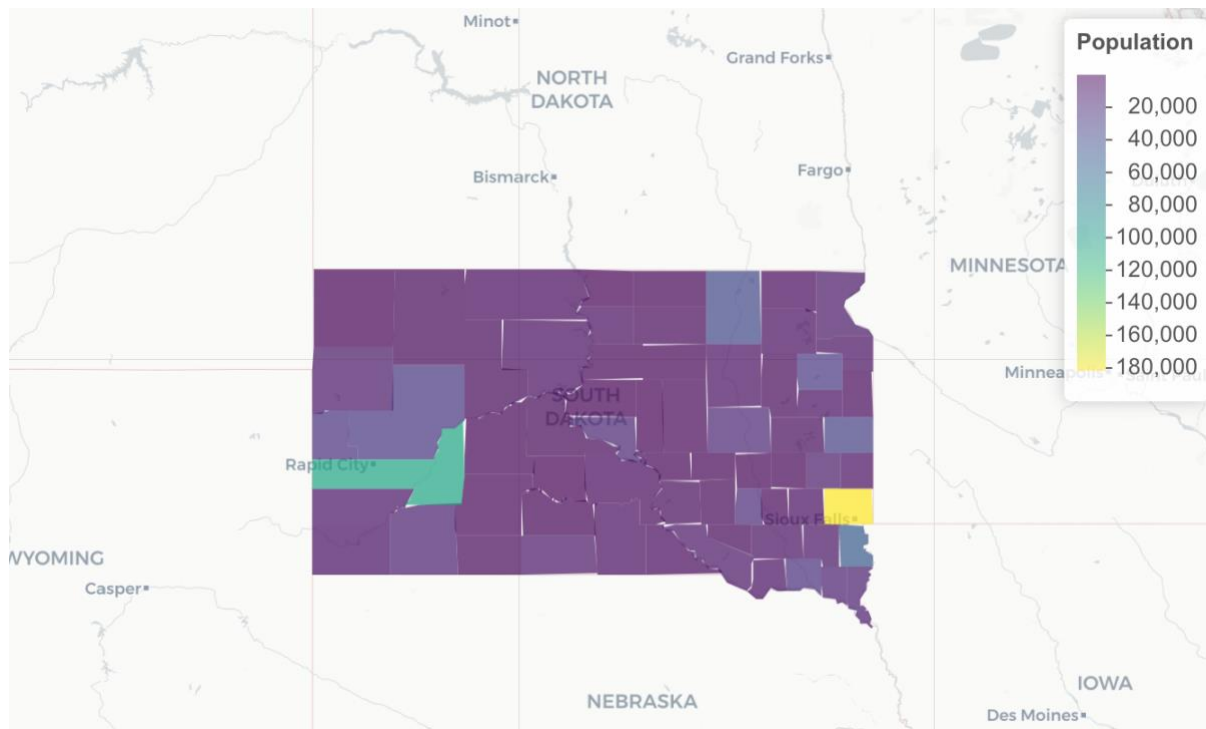 Minot
Grand Forks
NORTH
DAKOTA
Bismarck
Fargo
MINNESOTA
Minneapolis
SOUTH
DAKOTA
Rapid City
Sioux Falls
WYOMING
Casper
NEBRASKA
IOWA
Des Moines
Population
20,000
40,000
60,000
80,000
100,000
120,000
140,000
160,000
180,000